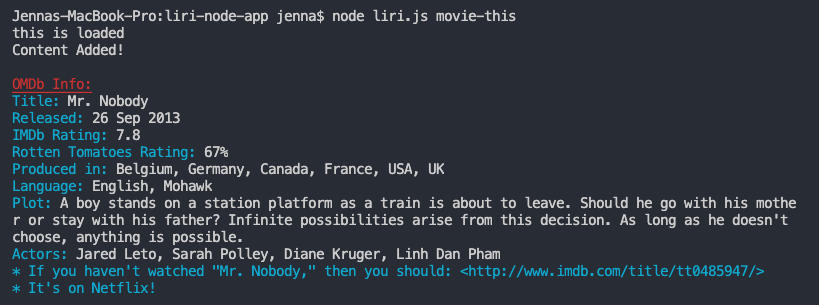 Jennas-MacBook-Pro:liri-node-app jenna$ node liri.js movie-this
this is loaded
Content Added!
OMDb Info:
Title: Mr. Nobody
Released: 26 Sep 2013
IMDb Rating: 7.8
Rotten Tomatoes Rating: 67%
Produced in: Belgium, Germany, Canada, France, USA, UK
Language: English, Mohawk
Plot: A boy stands on a station platform as a train is about to leave. Should he go with his mothe
r or stay with his father? Infinite possibilities arise from this decision. As long as he doesn't
choose, anything is possible.
Actors: Jared Leto, Sarah Polley, Diane Kruger, Linh Dan Pham
* If you haven't watched "Mr. Nobody," then you should: <http://www.imdb.com/title/tt0485947/>
* It's on Netflix!